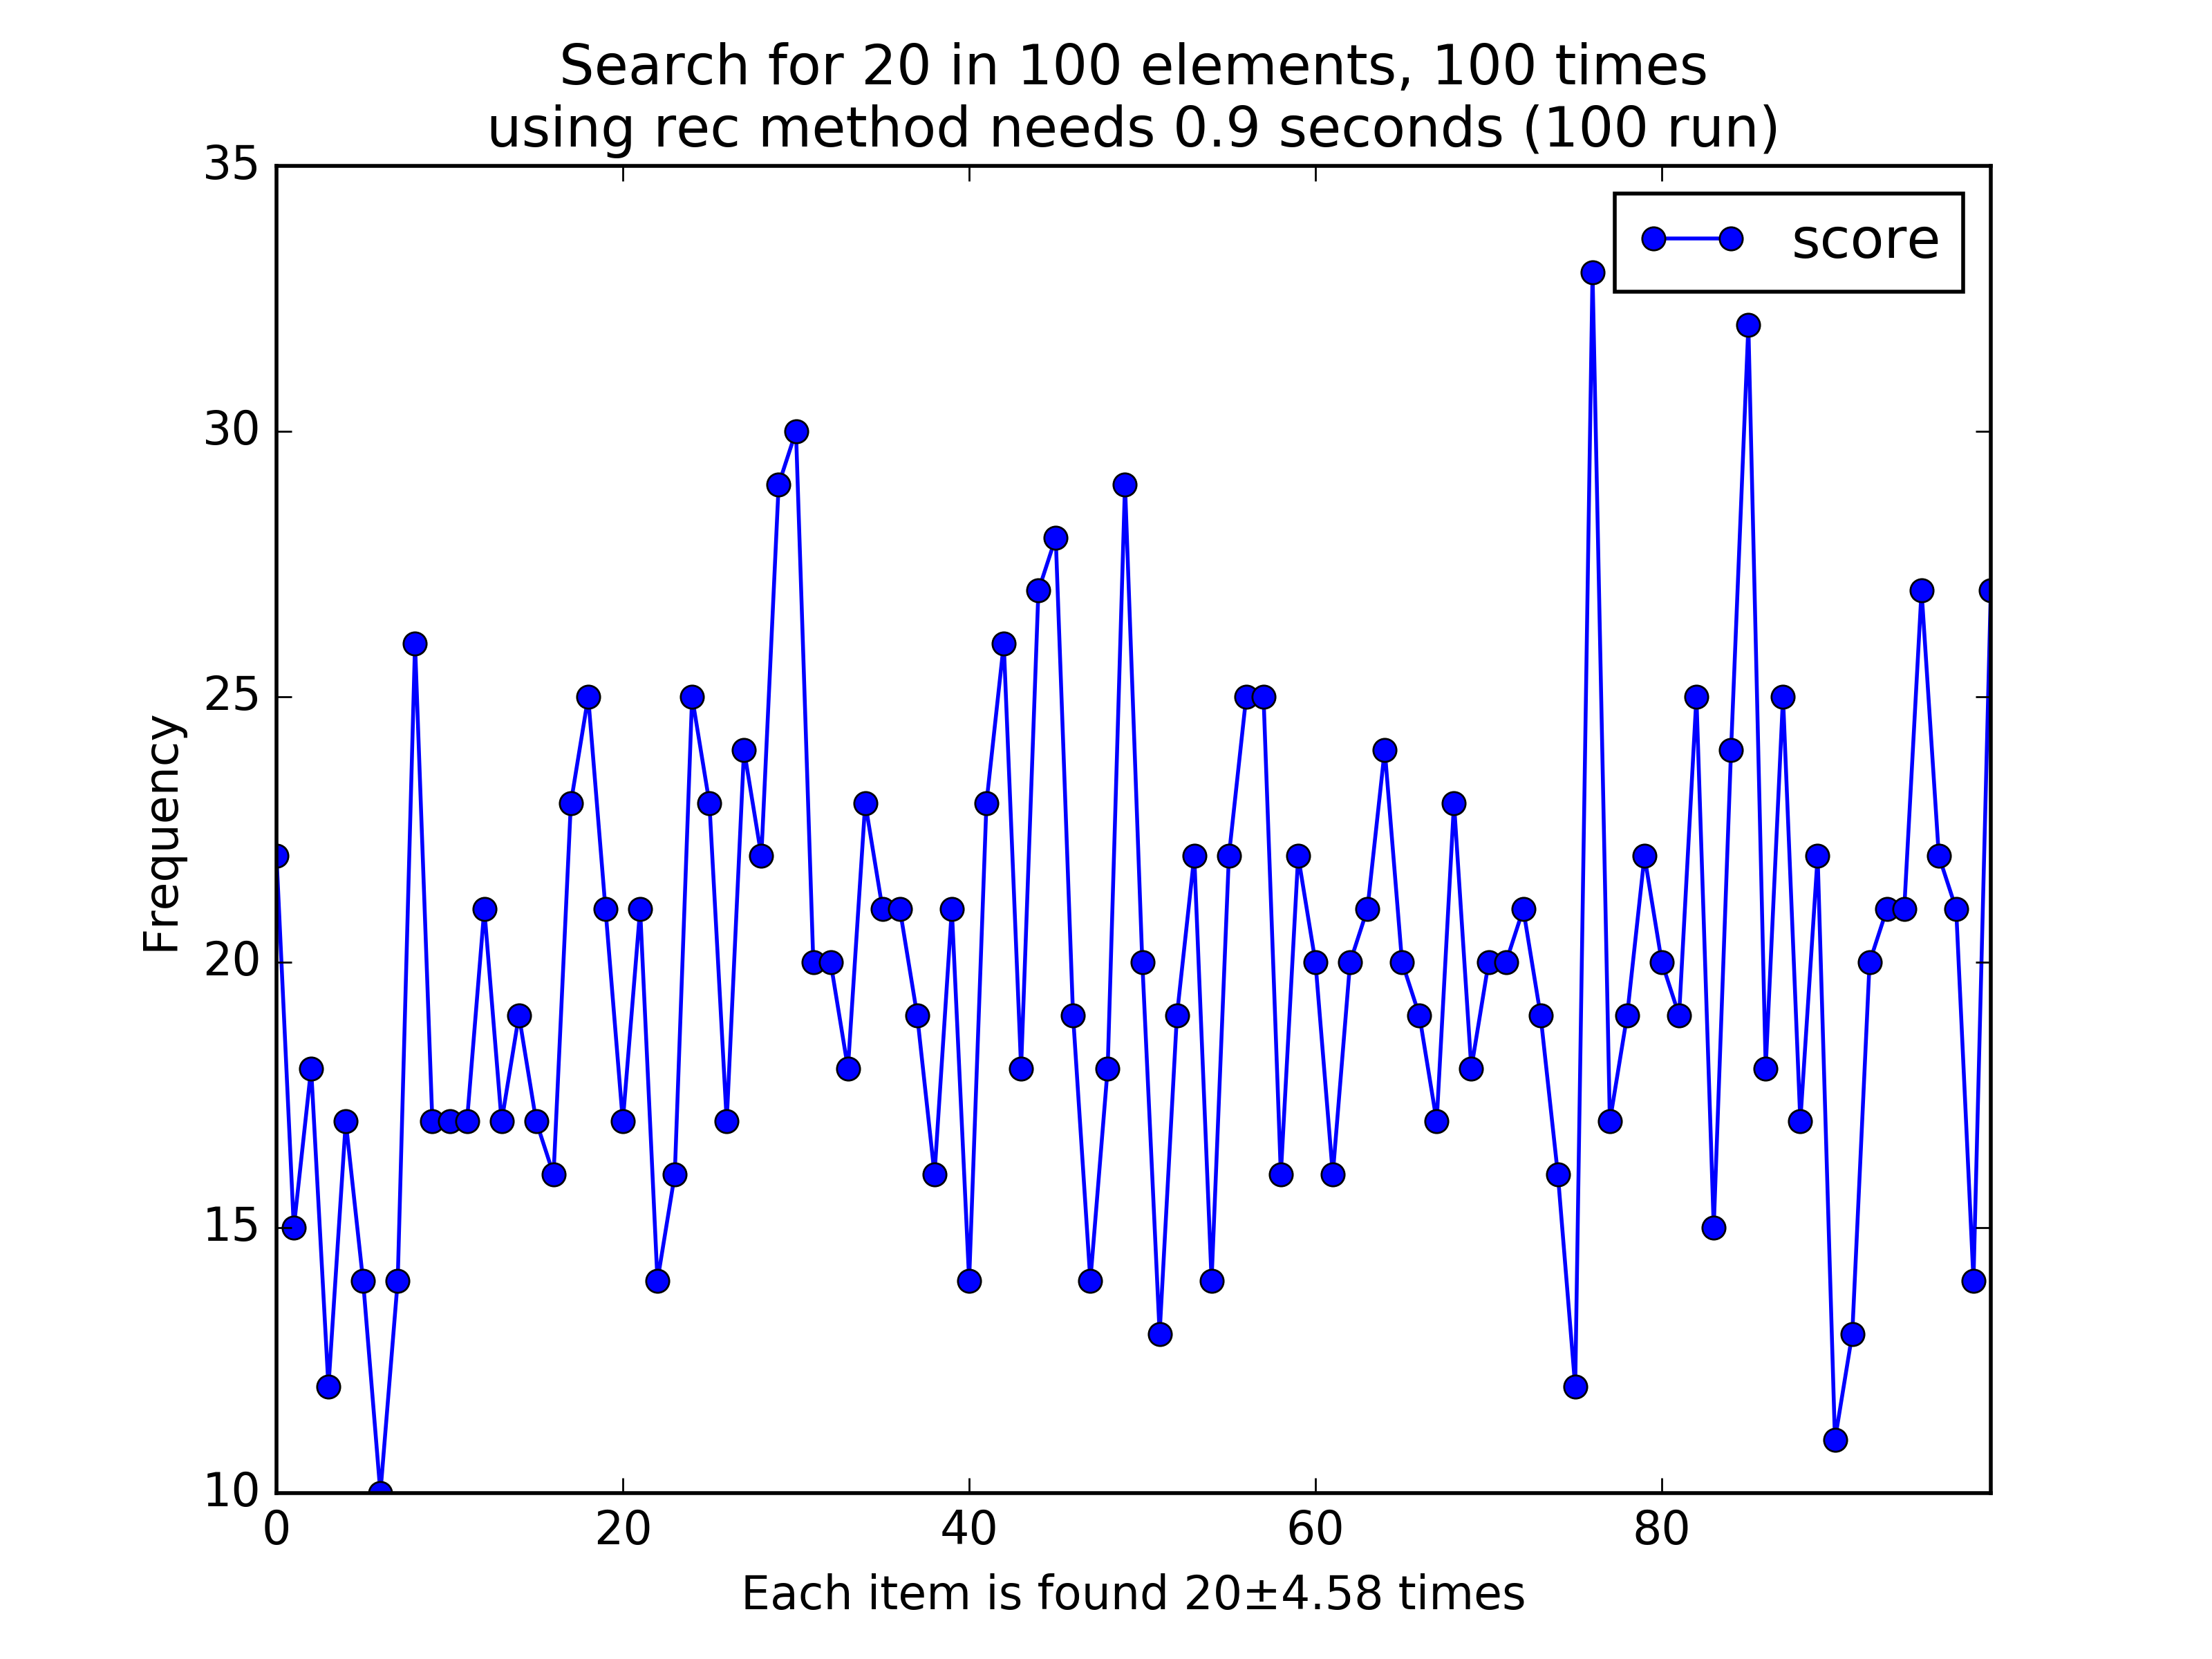 Search for 20 in 100 elements, 100 times
using rec method needs 0.9 seconds (100 run)
score
Frequency
35
30
25
20
15
10
0 20 40 60 80
Each item is found 20±4.58 times